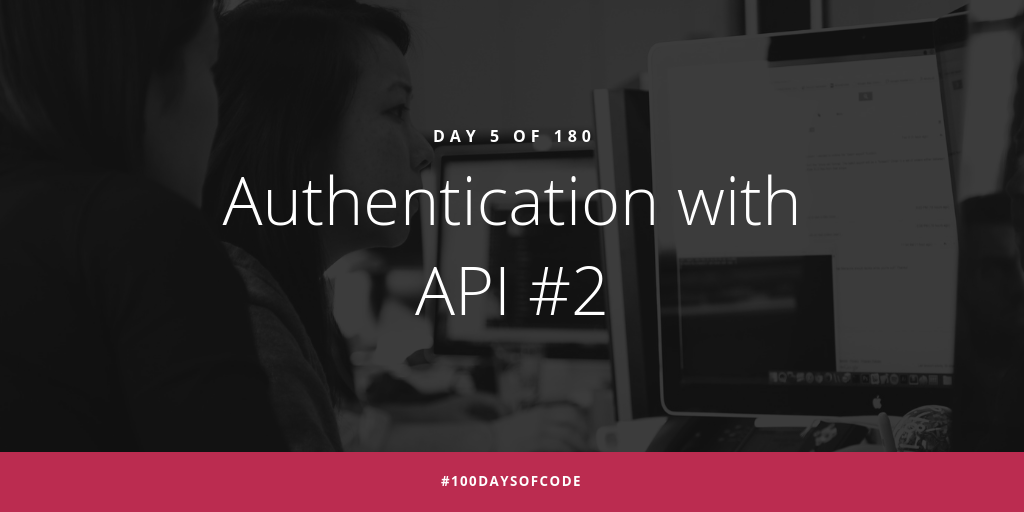 DAY 5 OF 180
Authentication with
API #2
#100DAYSOFCODE